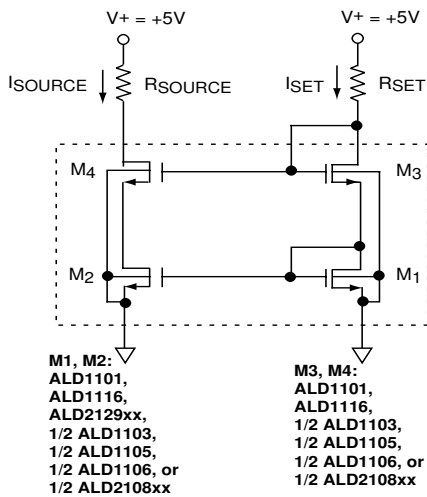 V+ = +5V
V+ = +5V
ISOURCE
RSOURCE
ISET
RSET
M4
M3
M2
M1
M1, M2:
ALD1101,
ALD1116,
ALD2129xx,
1/2 ALD1103,
1/2 ALD1105,
1/2 ALD1106, or
1/2 ALD2108xx
M3, M4:
ALD1101,
ALD1116,
1/2 ALD1103,
1/2 ALD1105,
1/2 ALD1106, or
1/2 ALD2108xx